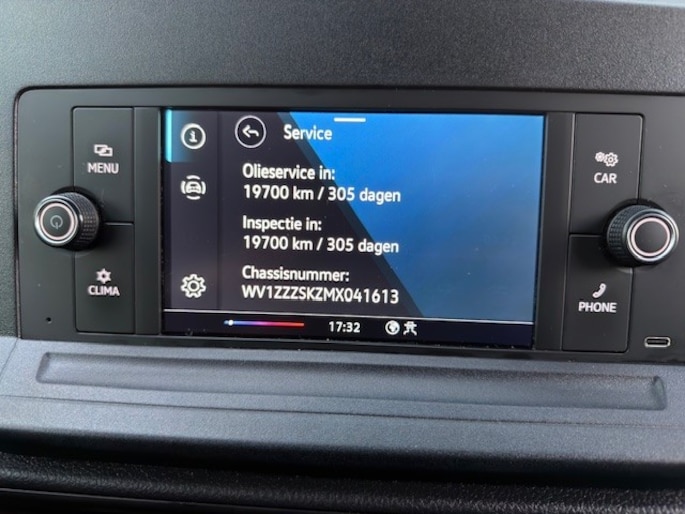 MENU
CLIMA
Service
Olieservice in:
19700 km / 305 dagen
Inspectie in:
19700 km / 305 dagen
Chassisnummer:
WV1ZZZSKZMX041613
17:32
CAR
PHONE